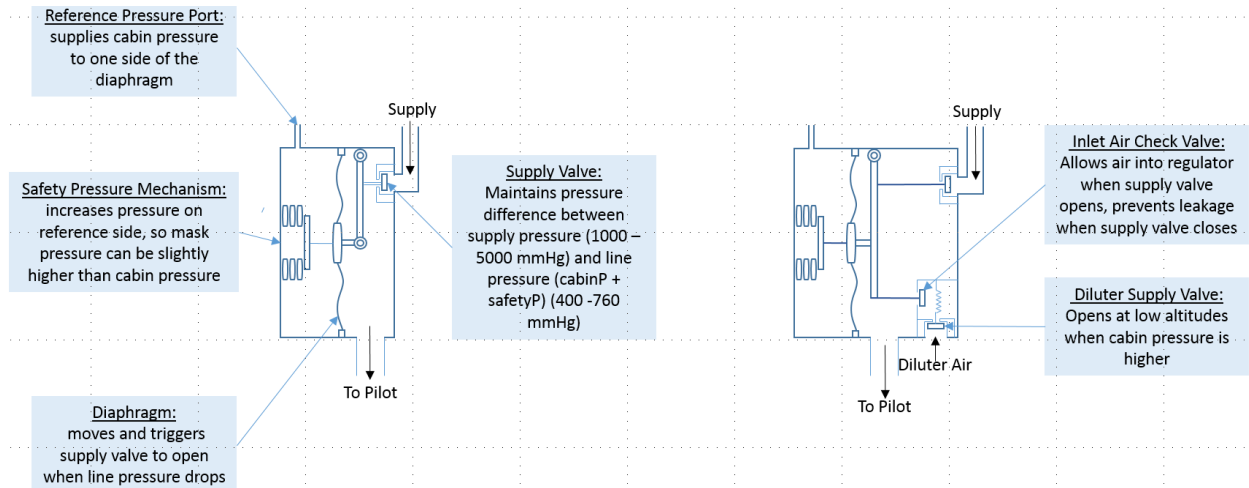 Reference Pressure Port:
supplies cabin pressure
to one side of the
diaphragm
Safety Pressure Mechanism:
increases pressure on
reference side, so mask
pressure can be slightly
higher than cabin pressure
Diaphragm:
moves and triggers
supply valve to open
when line pressure drops
Supply
Supply Valve:
Maintains pressure
difference between
supply pressure (1000 –
5000 mmHg) and line
pressure (cabinP +
safetyP) (400 -760
mmHg)
To Pilot
Supply
Diluter Air
To Pilot
Inlet Air Check Valve:
Allows air into regulator
when supply valve
opens, prevents leakage
when supply valve closes
Diluter Supply Valve:
Opens at low altitudes
when cabin pressure is
higher